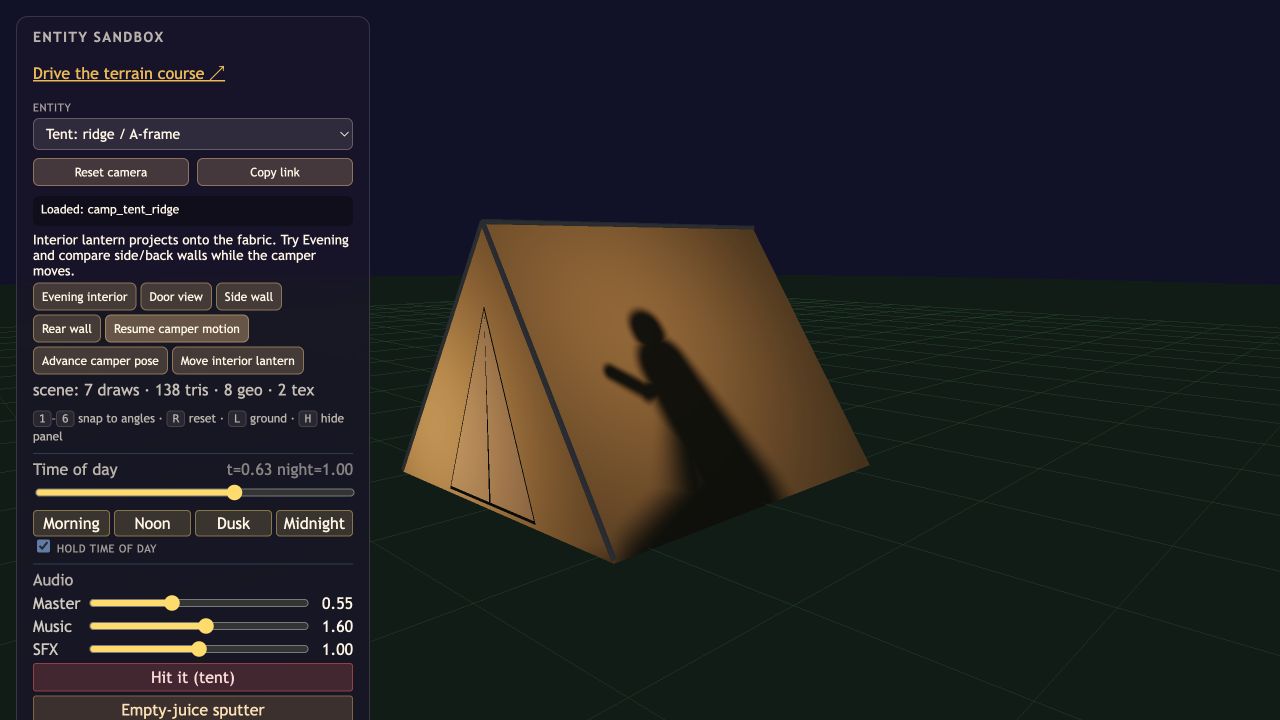 ENTITY SANDBOX
Drive the terrain course ↗
ENTITY
Tent: ridge / A-frame
Reset camera
Copy link
Loaded: camp_tent_ridge
Interior lantern projects onto the fabric. Try Evening
and compare side/back walls while the camper
moves.
Evening interior
Door view
Side wall
Rear wall
Resume camper motion
Advance camper pose
Move interior lantern
scene: 7 draws · 138 tris · 8 geo · 2 tex
1-6 snap to angles · R reset · L ground · H hide
panel
Time of day t=0.63 night=1.00
Morning
Noon
Dusk
Midnight
HOLD TIME OF DAY
Audio
Master 0.55
Music 1.60
SFX 1.00
Hit it (tent)
Empty-juice sputter